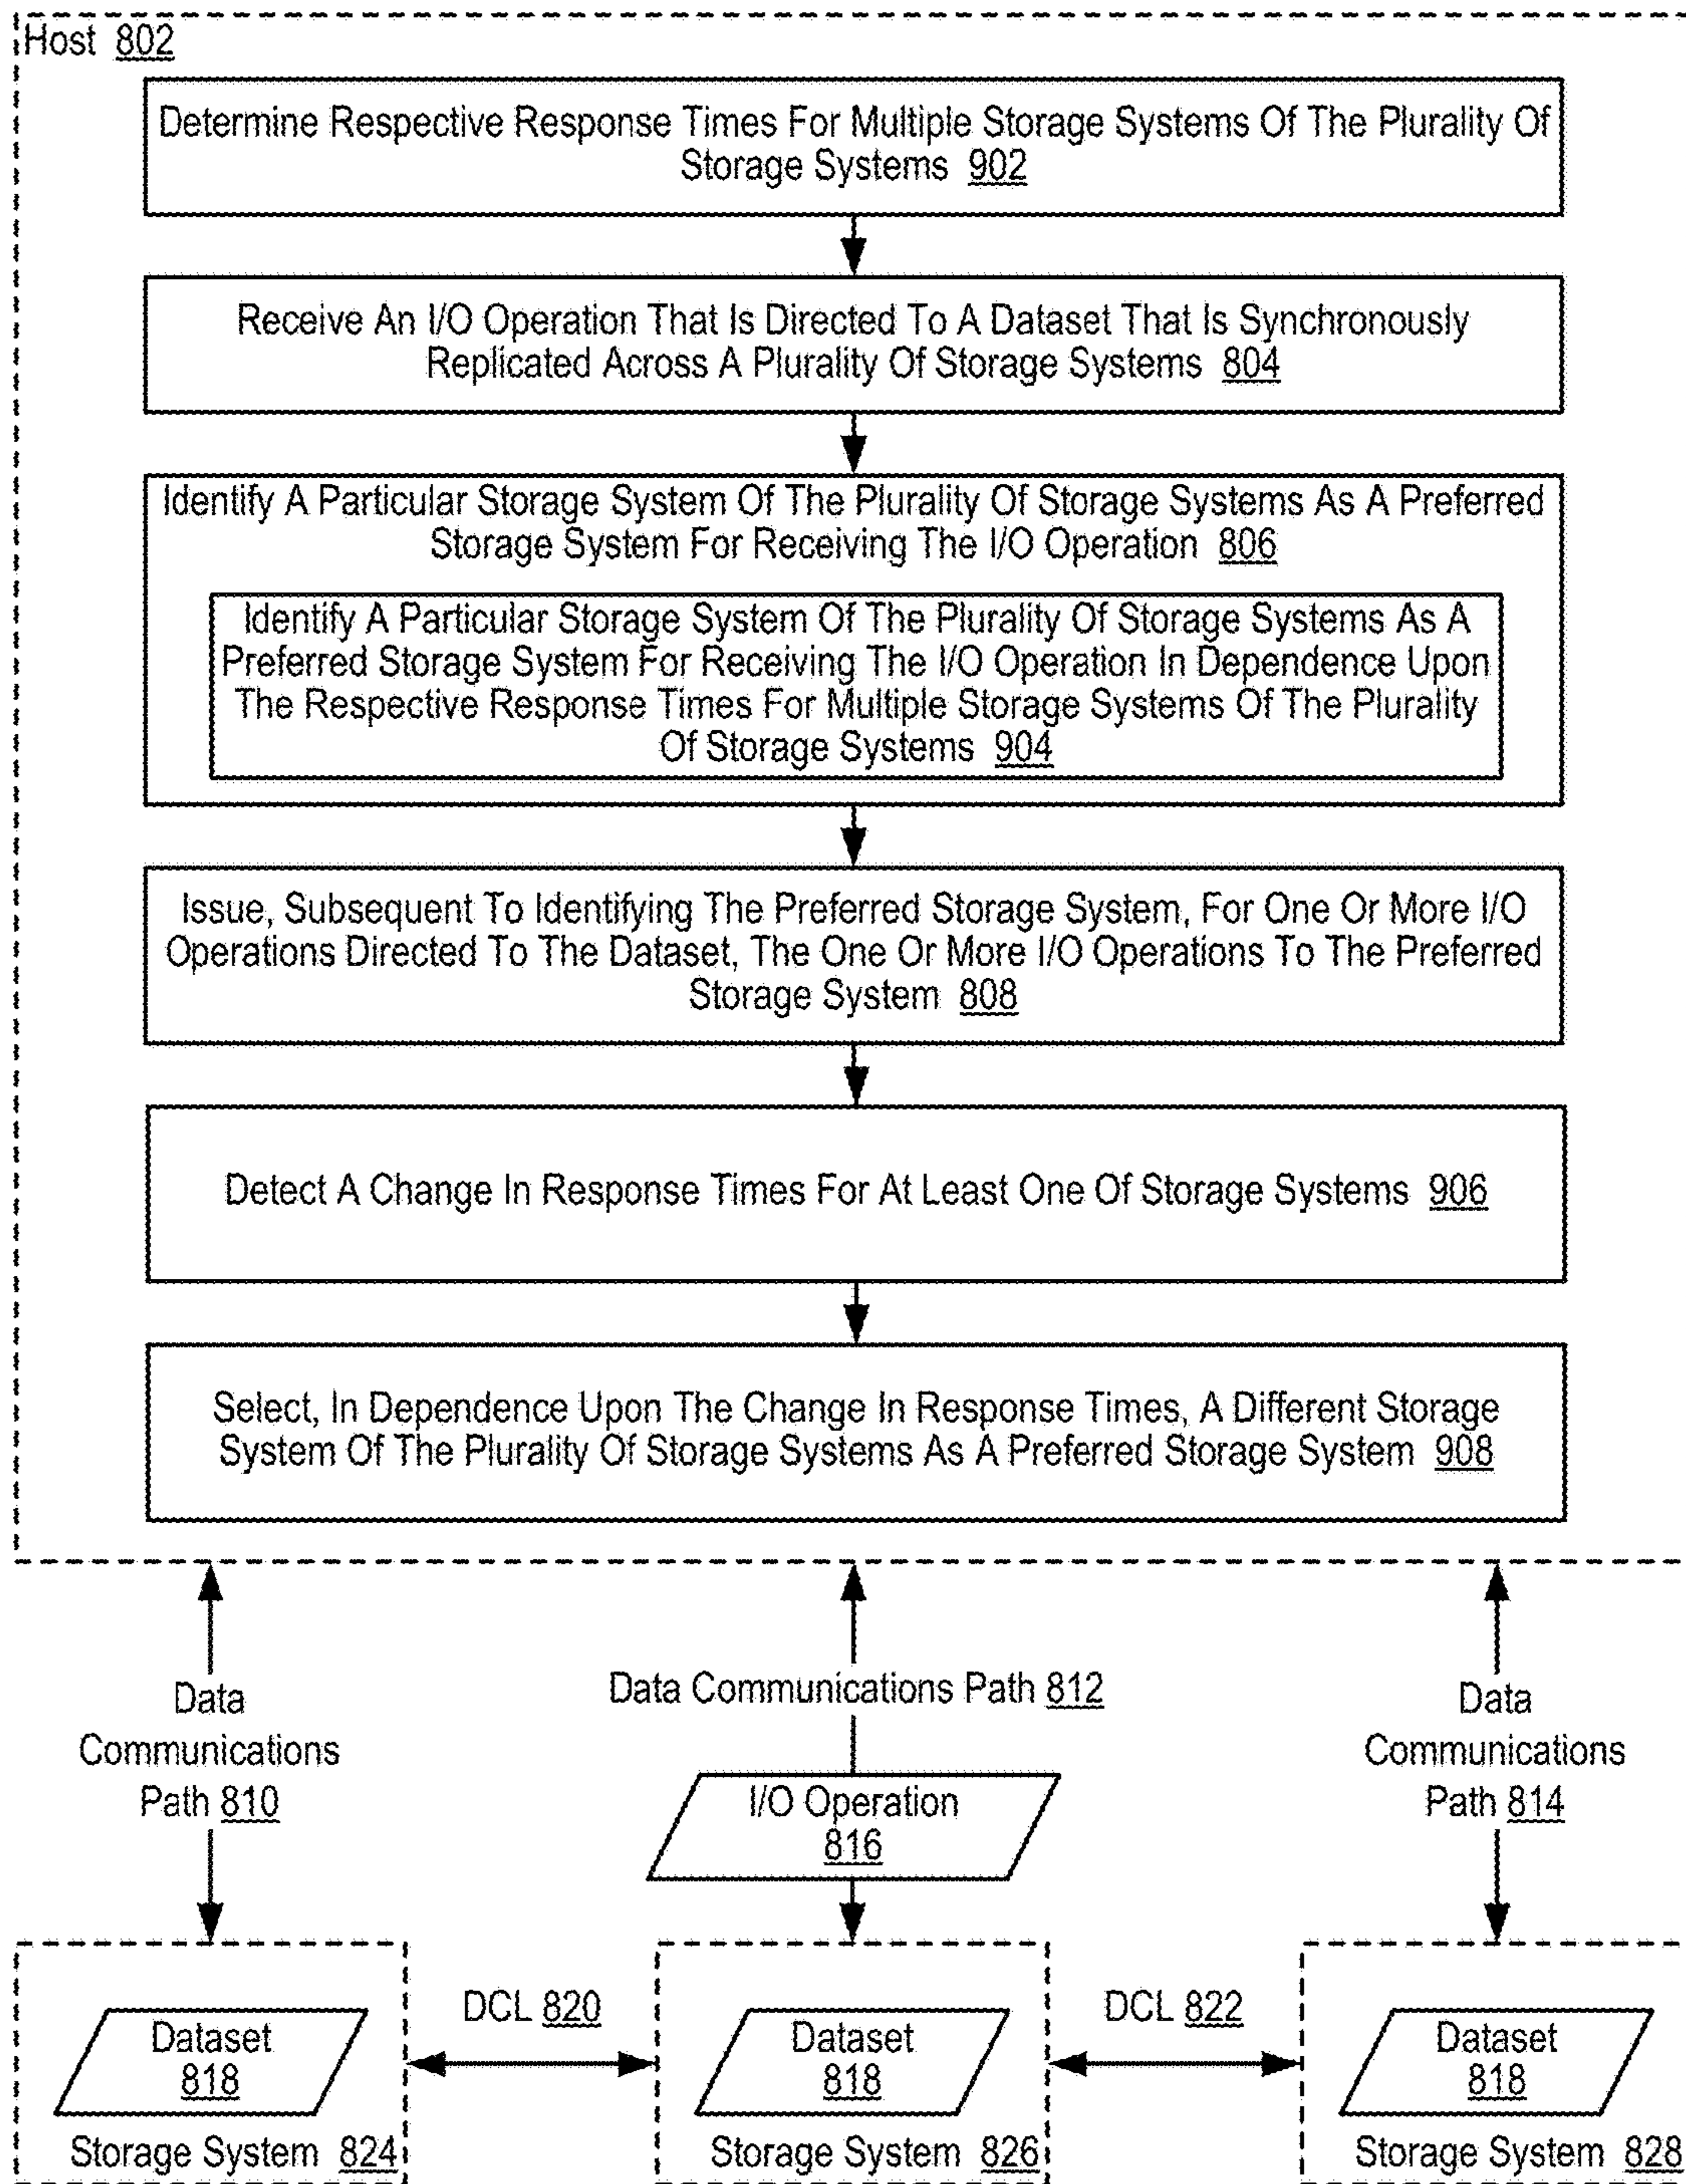 Host 802
Determine Respective Response Times For Multiple Storage Systems Of The Plurality Of
Storage Systems 902
Receive An I/O Operation That Is Directed To A Dataset That Is Synchronously
Replicated Across A Plurality Of Storage Systems 804
Identify A Particular Storage System Of The Plurality Of Storage Systems As A Preferred
Storage System For Receiving The I/O Operation 806
Identify A Particular Storage System Of The Plurality Of Storage Systems As A
Preferred Storage System For Receiving The I/O Operation In Dependence Upon
The Respective Response Times For Multiple Storage Systems Of The Plurality
Of Storage Systems 904
Issue, Subsequent To Identifying The Preferred Storage System, For One Or More I/O
Operations Directed To The Dataset, The One Or More I/O Operations To The Preferred
Storage System 808
Detect A Change In Response Times For At Least One Of Storage Systems 906
Select, In Dependence Upon The Change In Response Times, A Different Storage
System Of The Plurality Of Storage Systems As A Preferred Storage System 908
Data
Communications
Path 810
Data Communications Path 812
I/O Operation
816
Data
Communications
Path 814
Dataset
818
Storage System 824
DCL 820
Dataset
818
Storage System 826
DCL 822
Dataset
818
Storage System 828